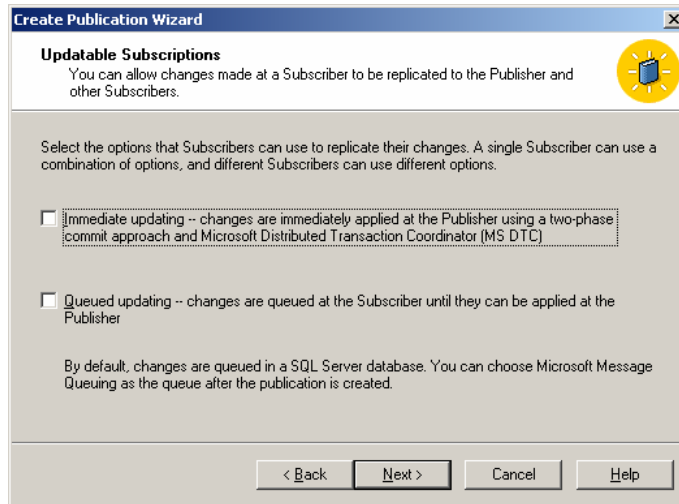 Create Publication Wizard
Updatable Subscriptions
You can allow changes made at a Subscriber to be replicated to the Publisher and
other Subscribers.
Select the options that Subscribers can use to replicate their changes. A single Subscriber can use a
combination of options, and different Subscribers can use different options.
Immediate updating -- changes are immediately applied at the Publisher using a two-phase
commit approach and Microsoft Distributed Transaction Coordinator (MS DTC)
Queued updating -- changes are queued at the Subscriber until they can be applied at the
Publisher
By default, changes are queued in a SQL Server database. You can choose Microsoft Message
Queuing as the queue after the publication is created.
< Back Next > Cancel Help